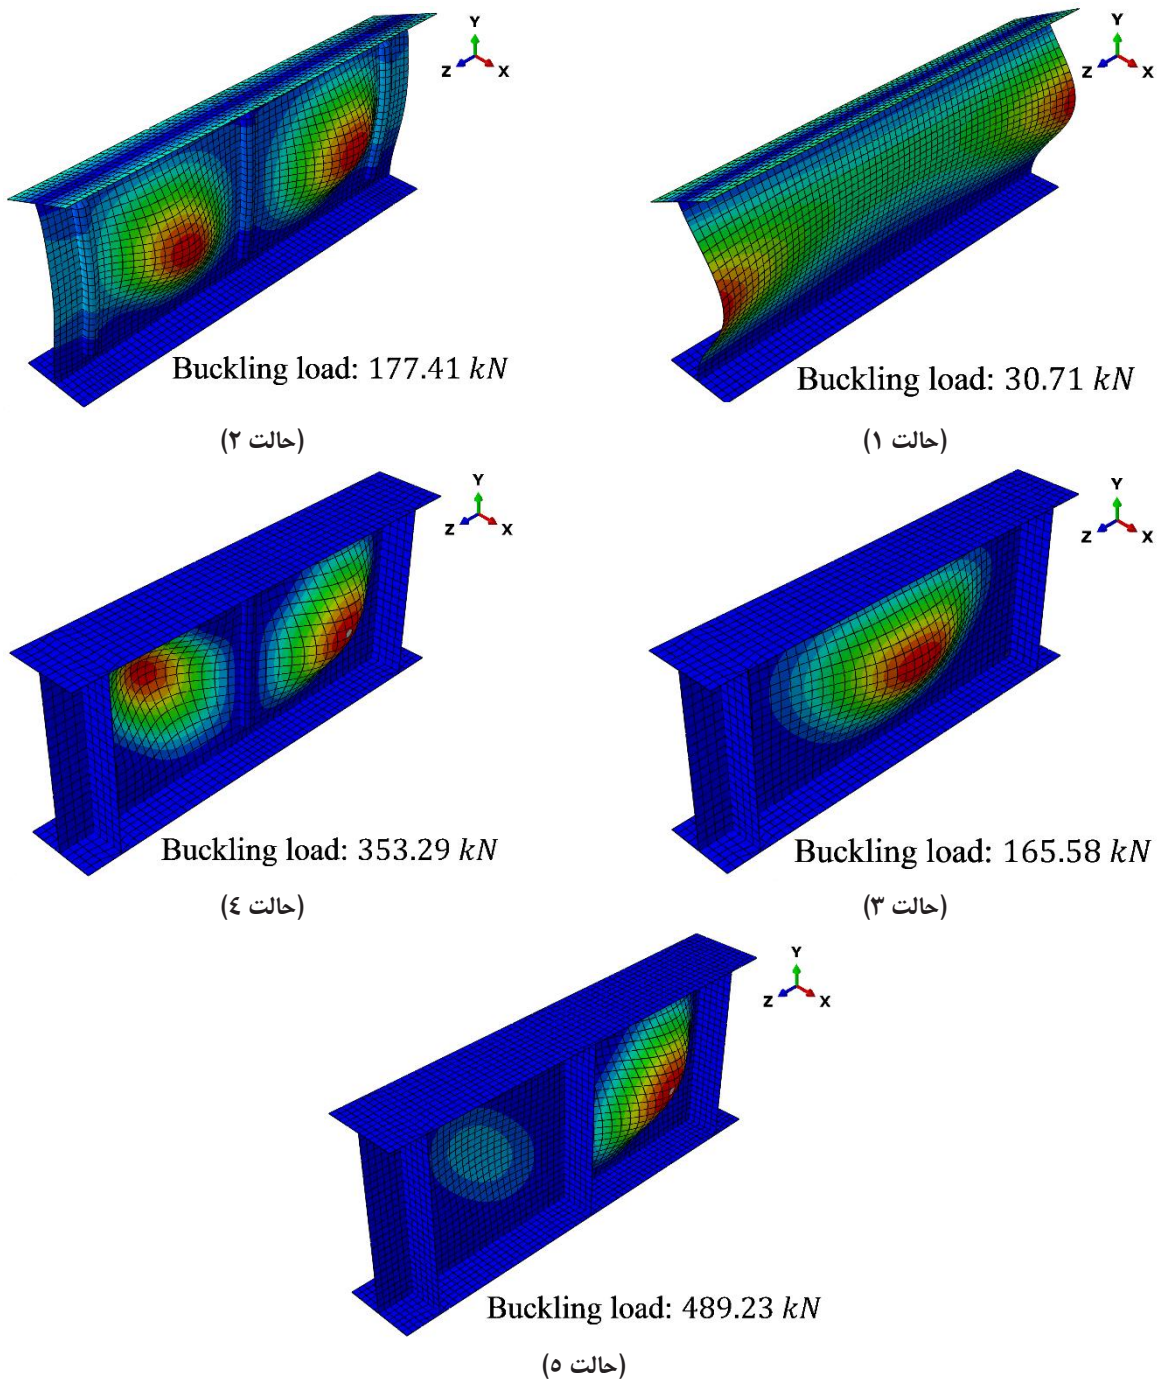 Y
Z X
Buckling load: 30.71 kN
(حالت ۱)
Y
Z X
Buckling load: 177.41 kN
(حالت ۲)
Y
Z X
Buckling load: 165.58 kN
(حالت ۳)
Y
Z X
Buckling load: 353.29 kN
(حالت ٤)
Y
Z X
Buckling load: 489.23 kN
(حالت ٥)